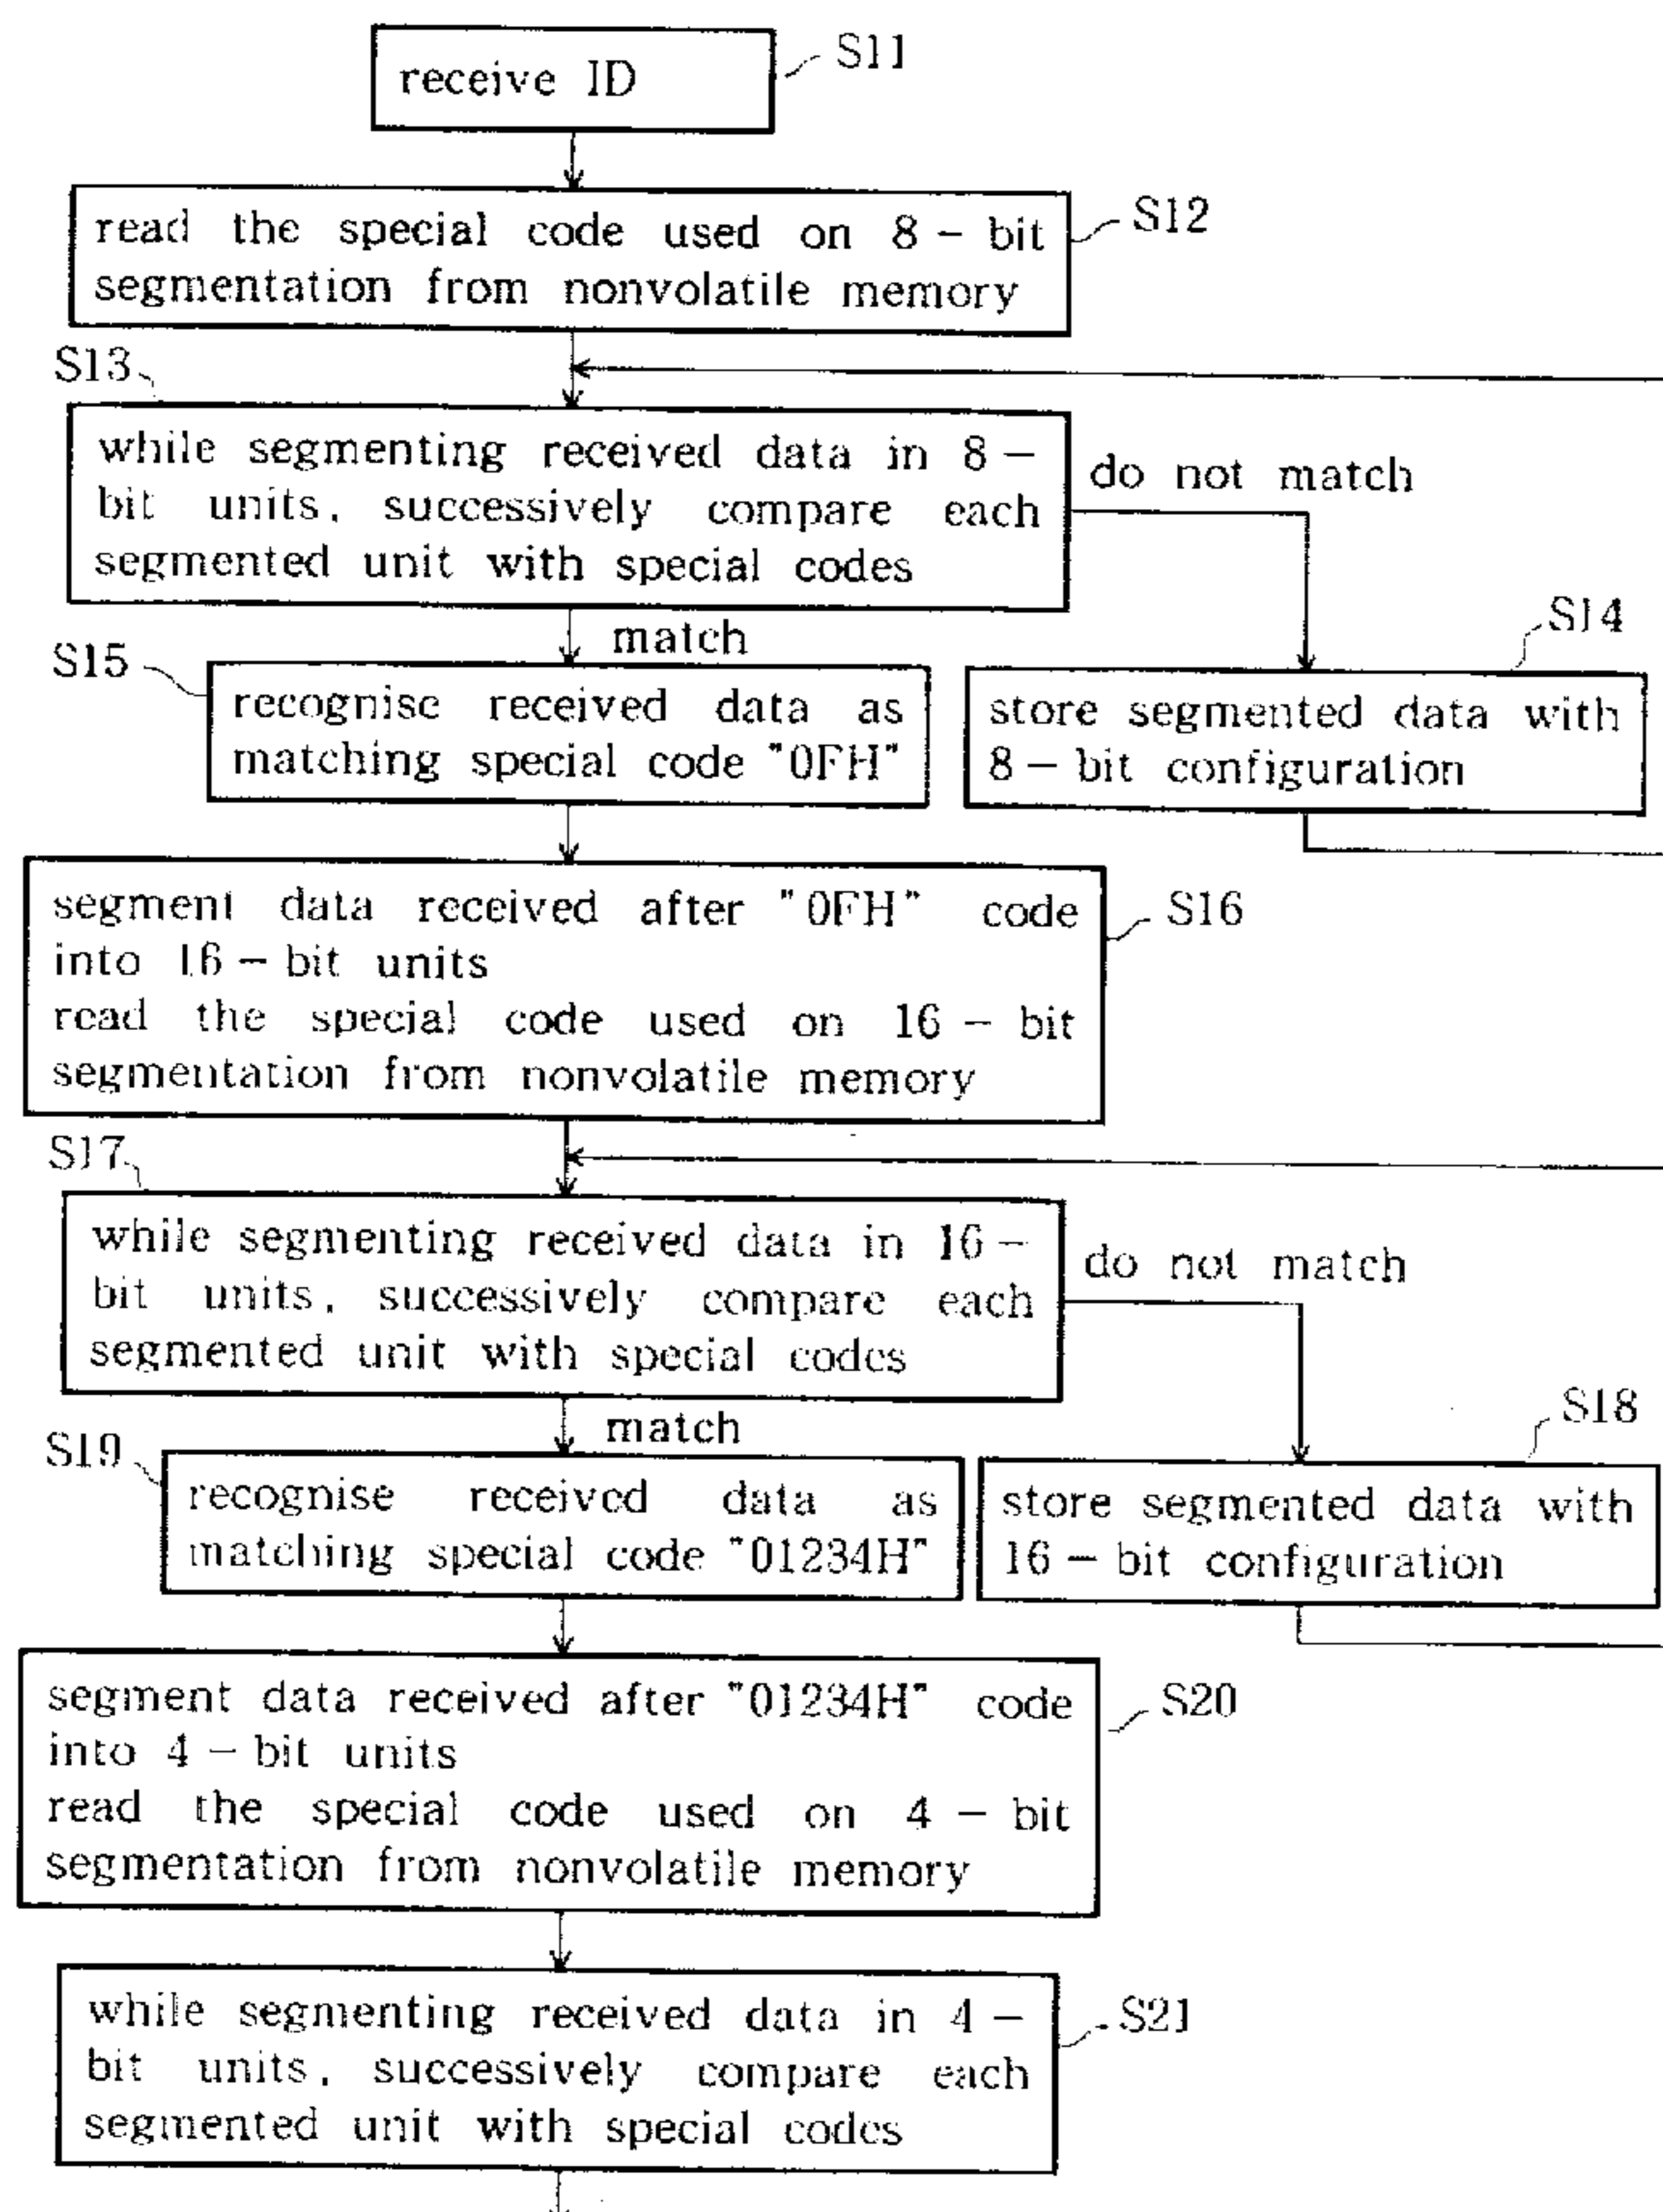 receive ID
S11
read the special code used on 8 - bit
segmentation from nonvolatile memory
S12
S13
while segmenting received data in 8 -
bit units, successively compare each
segmented unit with special codes
do not match
match
S14
store segmented data with
8 - bit configuration
S15
recognise received data as
matching special code "0FH"
segment data received after "0FH" code
into 16 - bit units
read the special code used on 16 - bit
segmentation from nonvolatile memory
S16
S17
while segmenting received data in 16 -
bit units, successively compare each
segmented unit with special codes
do not match
match
S18
store segmented data with
16 - bit configuration
S19
recognise received data as
matching special code "01234H"
segment data received after "01234H" code
into 4 - bit units
read the special code used on 4 - bit
segmentation from nonvolatile memory
S20
while segmenting received data in 4 -
bit units, successively compare each
segmented unit with special codes
S21